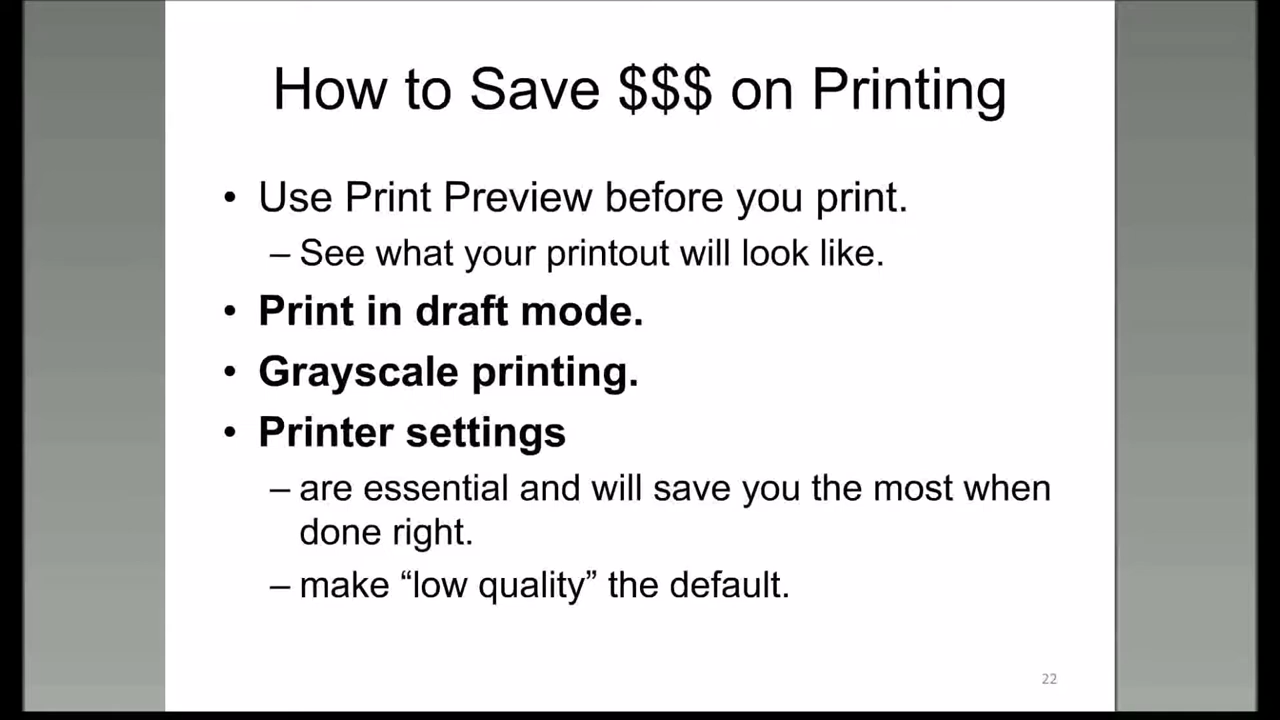 How to Save $$$ on Printing
• Use Print Preview before you print.
– See what your printout will look like.
• Print in draft mode.
• Grayscale printing.
• Printer settings
– are essential and will save you the most when
done right.
– make “low quality” the default.
22